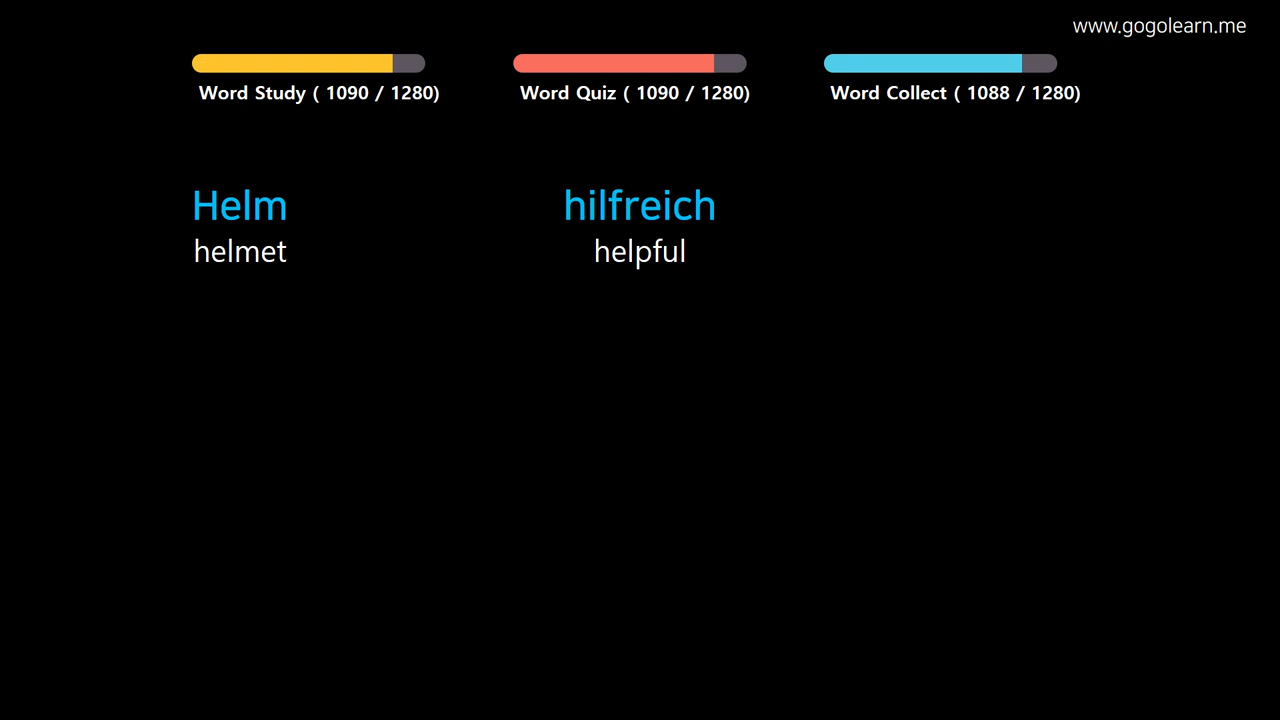 www.gogolearn.me
Word Study ( 1090 / 1280)
Word Quiz ( 1090 / 1280)
Word Collect ( 1088 / 1280)
Helm
helmet
hilfreich
helpful